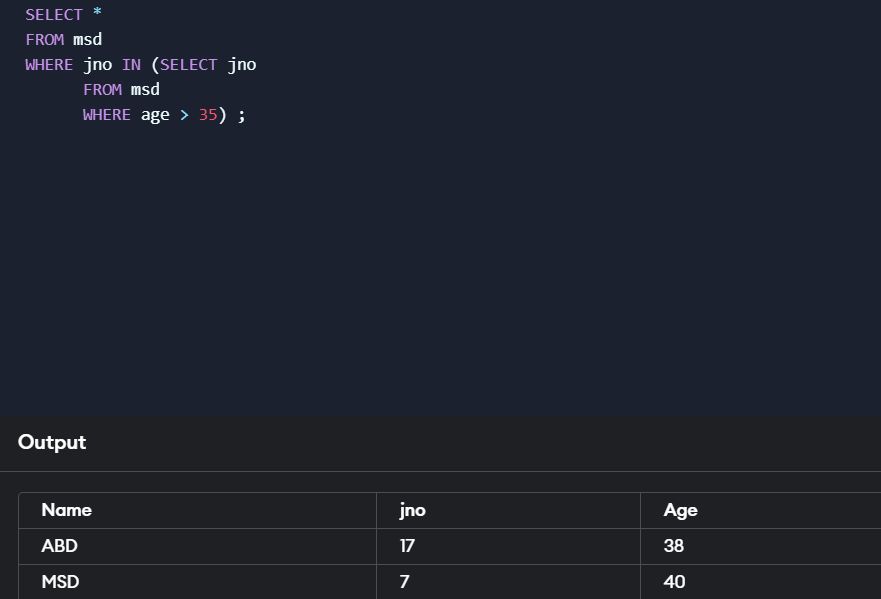 SELECT *
FROM msd
WHERE jno IN (SELECT jno
FROM msd
WHERE age > 35) ;
Output
Name jno Age
ABD 17 38
MSD 7 40